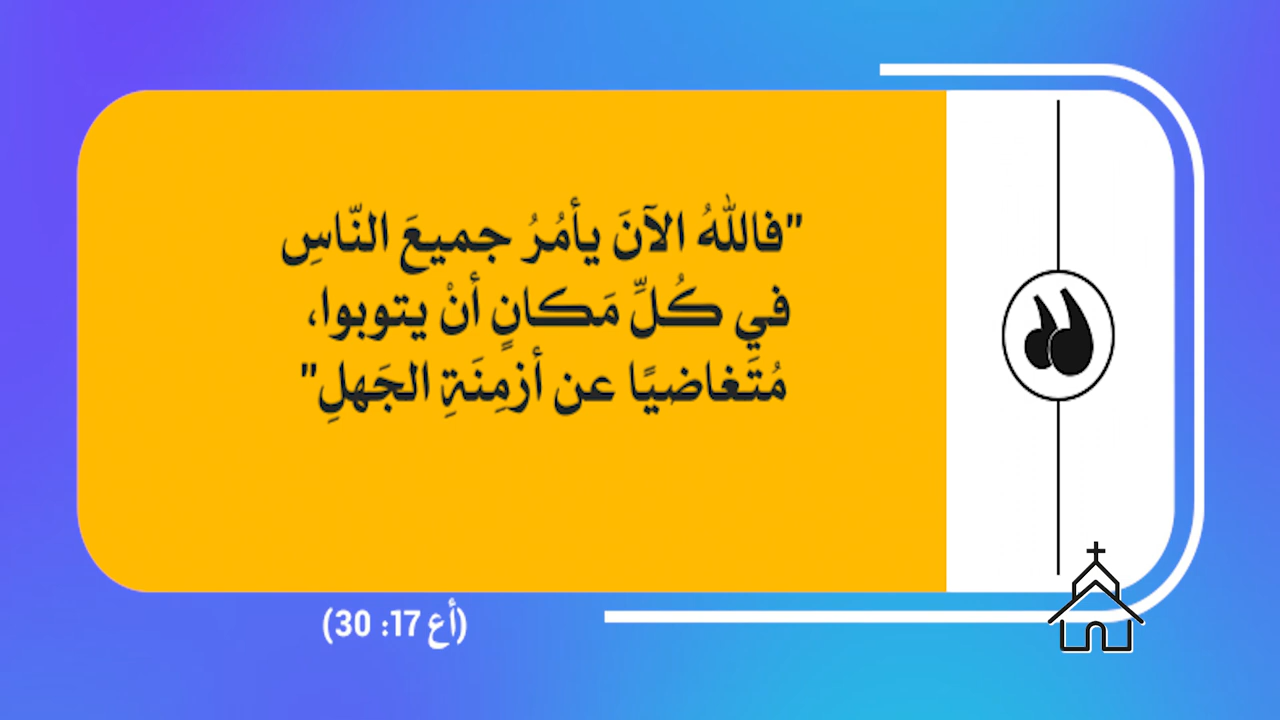 "فاللهُ الآنَ يأمُرُ جميعَ النّاسِ
في كُلِّ مَكانٍ أنْ يتوبوا،
مُتَغاضيًا عن أزمِنَةِ الجَهلِ"
(أع 17: 30)